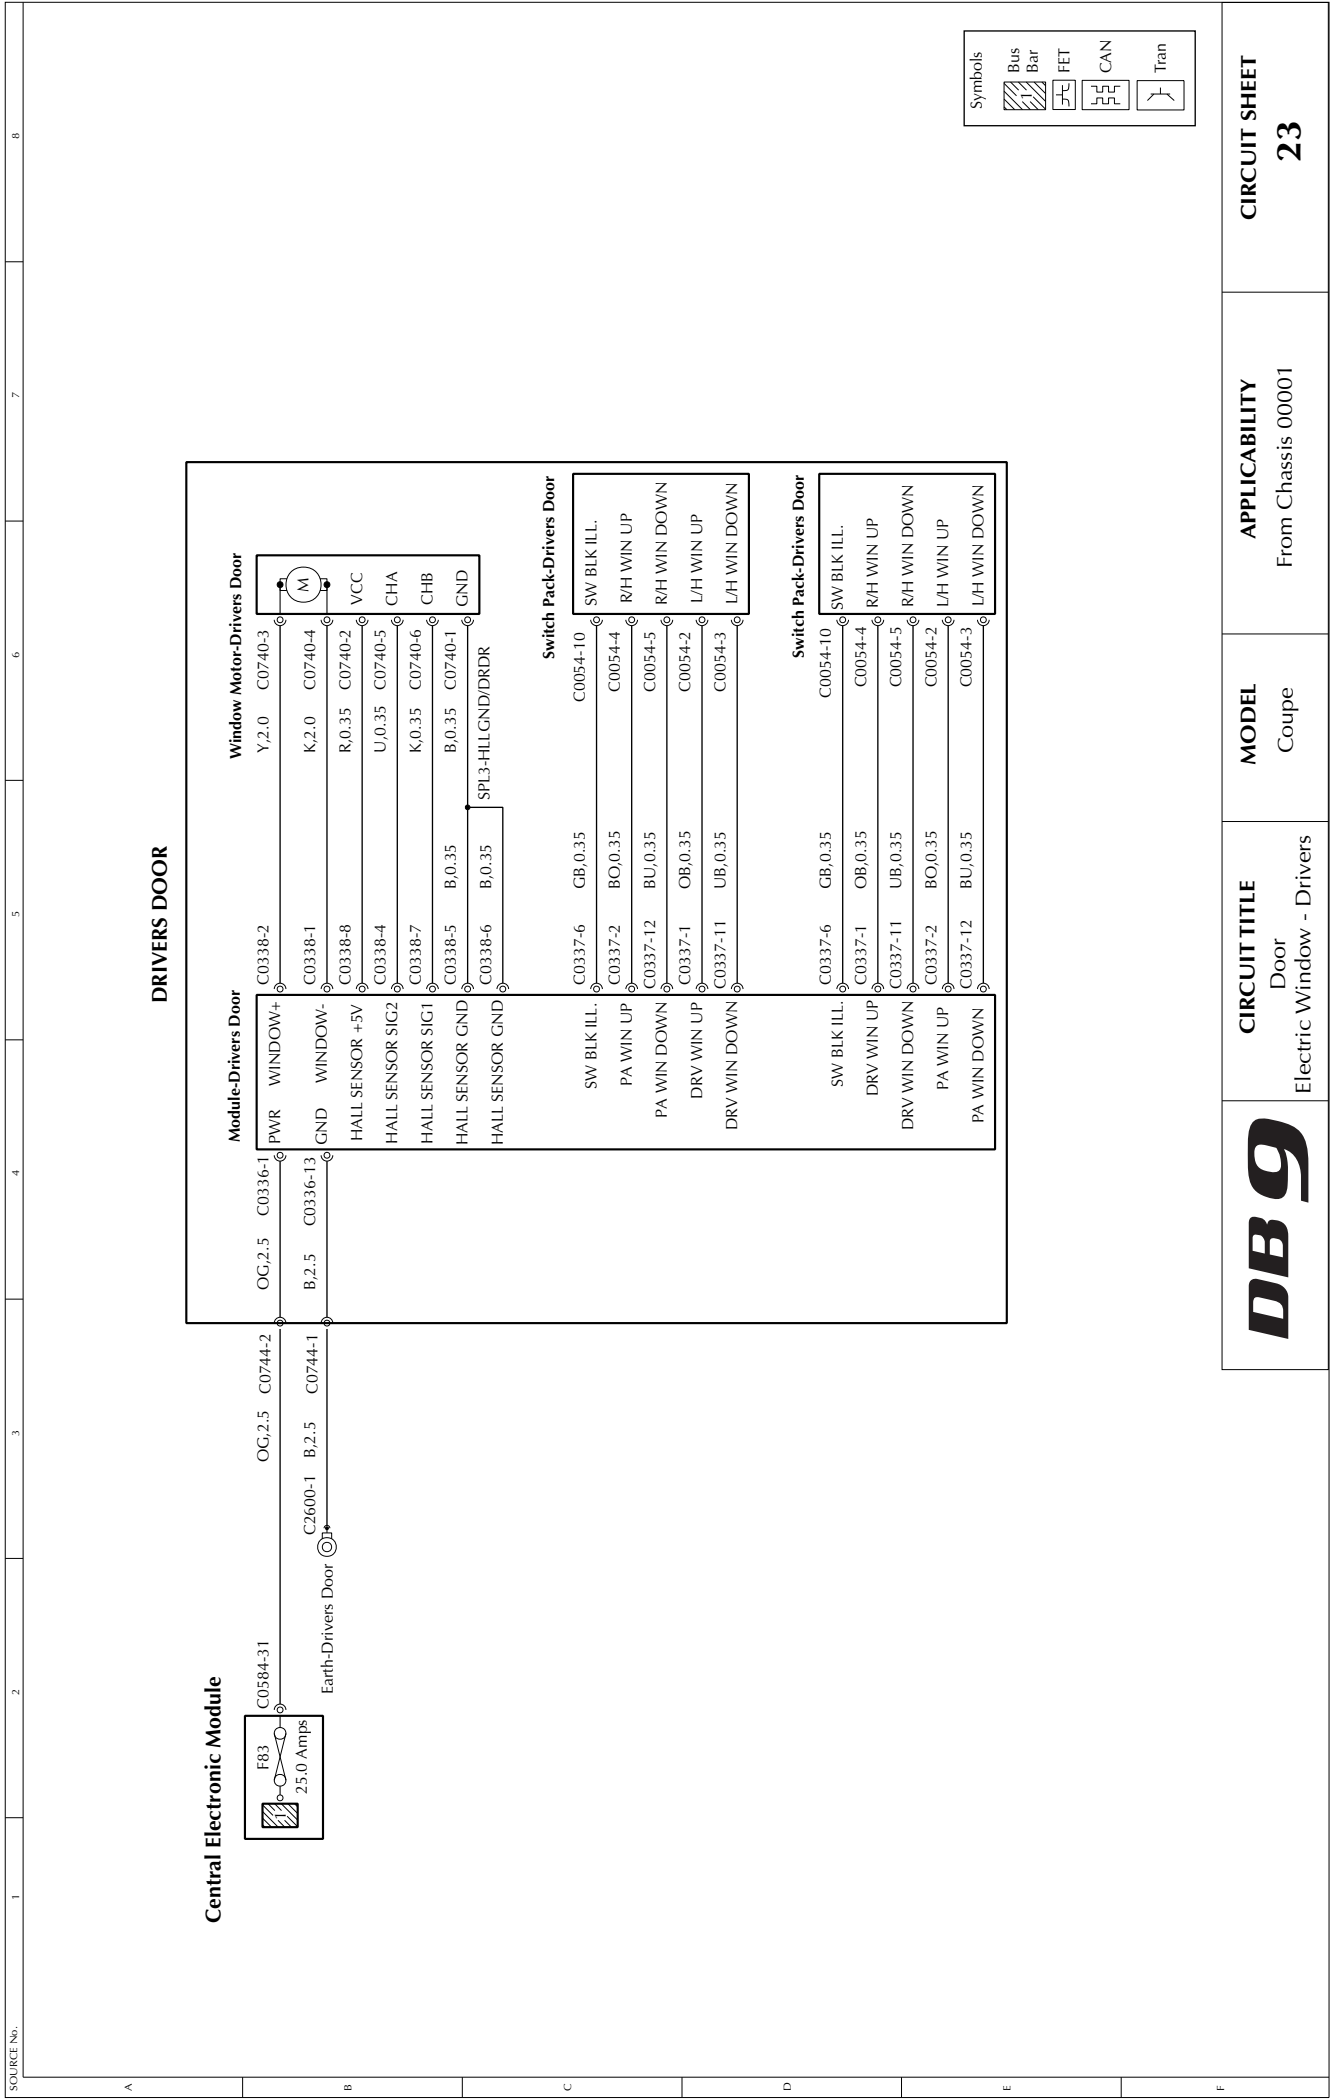 SOURCE No.
1 2 3 4 5 6 7 8
A
B
C
D
E
F
DRIVERS DOOR
Central Electronic Module
F83
1
25.0 Amps
C0584-31
OG,2.5 C0744-2
OG,2.5 C0336-1
Earth-Drivers Door
C2600-1 B,2.5 C0744-1
B,2.5 C0336-13
Module-Drivers Door
PWR WINDOW+
GND WINDOW-
HALL SENSOR +5V
HALL SENSOR SIG2
HALL SENSOR SIG1
HALL SENSOR GND
HALL SENSOR GND
SW BLK ILL.
PA WIN UP
PA WIN DOWN
DRV WIN UP
DRV WIN DOWN
SW BLK ILL.
DRV WIN UP
DRV WIN DOWN
PA WIN UP
PA WIN DOWN
Window Motor-Drivers Door
C0338-2 Y,2.0 C0740-3
C0338-1 K,2.0 C0740-4
M
C0338-8 R,0.35 C0740-2 VCC
C0338-4 U,0.35 C0740-5 CHA
C0338-7 K,0.35 C0740-6 CHB
C0338-5 B,0.35 B,0.35 C0740-1 GND
C0338-6 B,0.35 SPL3-HLLGND/DRDR
Switch Pack-Drivers Door
C0337-6 GB,0.35 C0054-10 SW BLK ILL.
C0337-2 BO,0.35 C0054-4 R/H WIN UP
C0337-12 BU,0.35 C0054-5 R/H WIN DOWN
C0337-1 OB,0.35 C0054-2 L/H WIN UP
C0337-11 UB,0.35 C0054-3 L/H WIN DOWN
Switch Pack-Drivers Door
C0337-6 GB,0.35 C0054-10 SW BLK ILL.
C0337-1 OB,0.35 C0054-4 R/H WIN UP
C0337-11 UB,0.35 C0054-5 R/H WIN DOWN
C0337-2 BO,0.35 C0054-2 L/H WIN UP
C0337-12 BU,0.35 C0054-3 L/H WIN DOWN
Symbols
1 Bus
Bar
FET
CAN
Tran
DB9
CIRCUIT TITLE
Door
Electric Window - Drivers
MODEL
Coupe
APPLICABILITY
From Chassis 00001
CIRCUIT SHEET
23